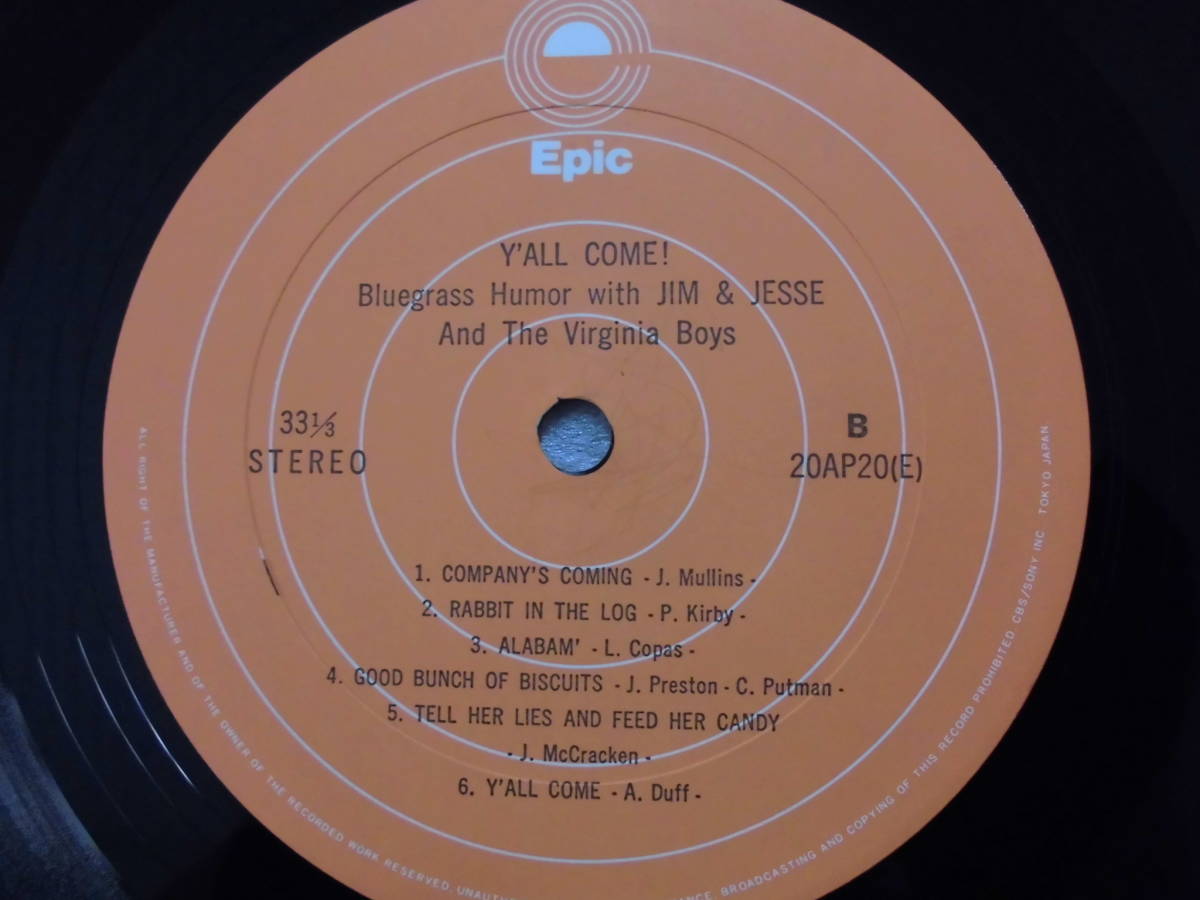 Epic
Y'ALL COME!
Bluegrass Humor with JIM & JESSE
And The Virginia Boys
33⅓
STEREO
B
20AP20(E)
1. COMPANY'S COMING - J. Mullins -
2. RABBIT IN THE LOG - P. Kirby -
3. ALABAM' - L. Copas -
4. GOOD BUNCH OF BISCUITS - J. Preston - C. Putman -
5. TELL HER LIES AND FEED HER CANDY
- J. McCracken -
6. Y'ALL COME - A. Duff -
ALL RIGHT OF THE MANUFACTURER AND OF THE OWNER OF THE RECORDED WORK RESERVED. BROADCASTING AND COPYING OF THIS RECORD PROHIBITED CBS/SONY INC TOKYO JAPAN